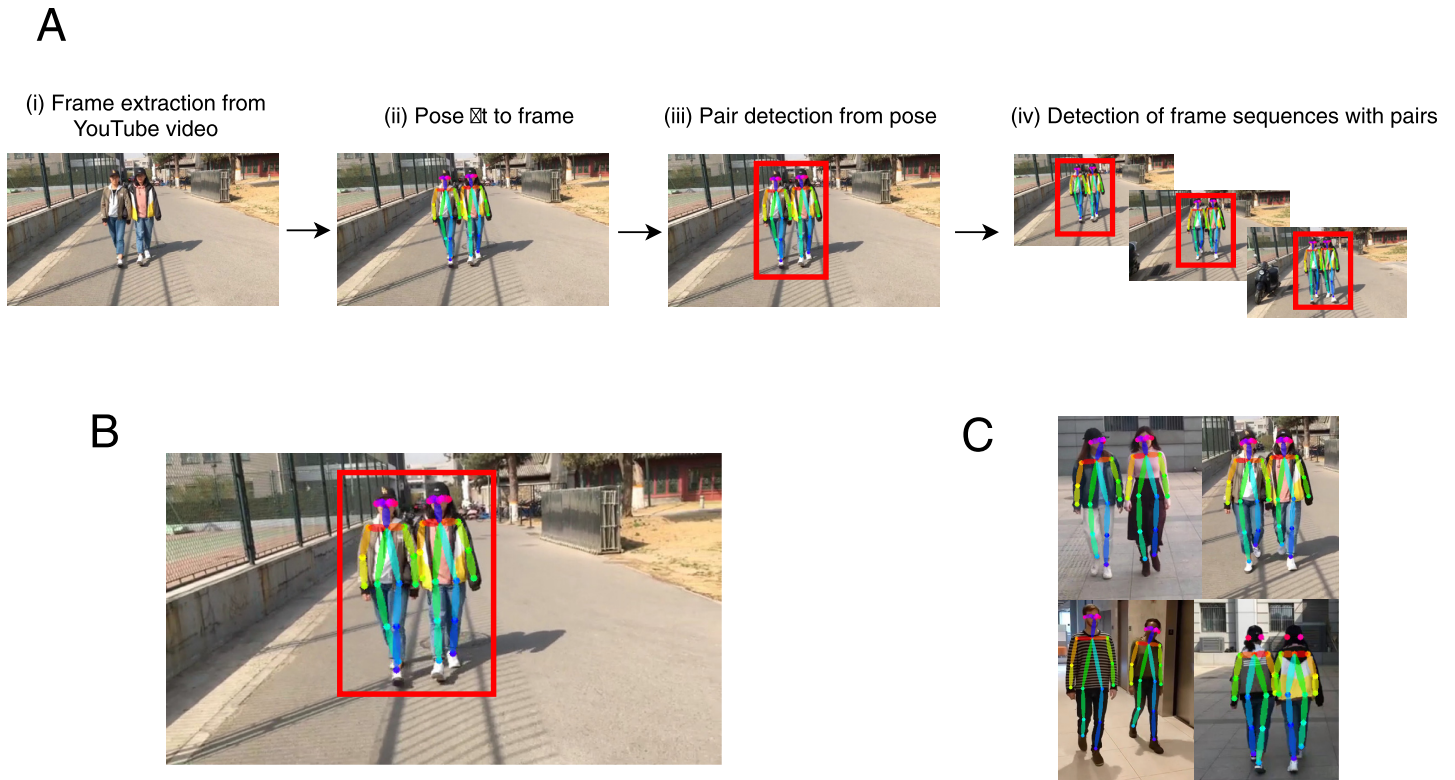 A
(i) Frame extraction from
YouTube video
(ii) Pose t to frame
(iii) Pair detection from pose
(iv) Detection of frame sequences with pairs
B
C